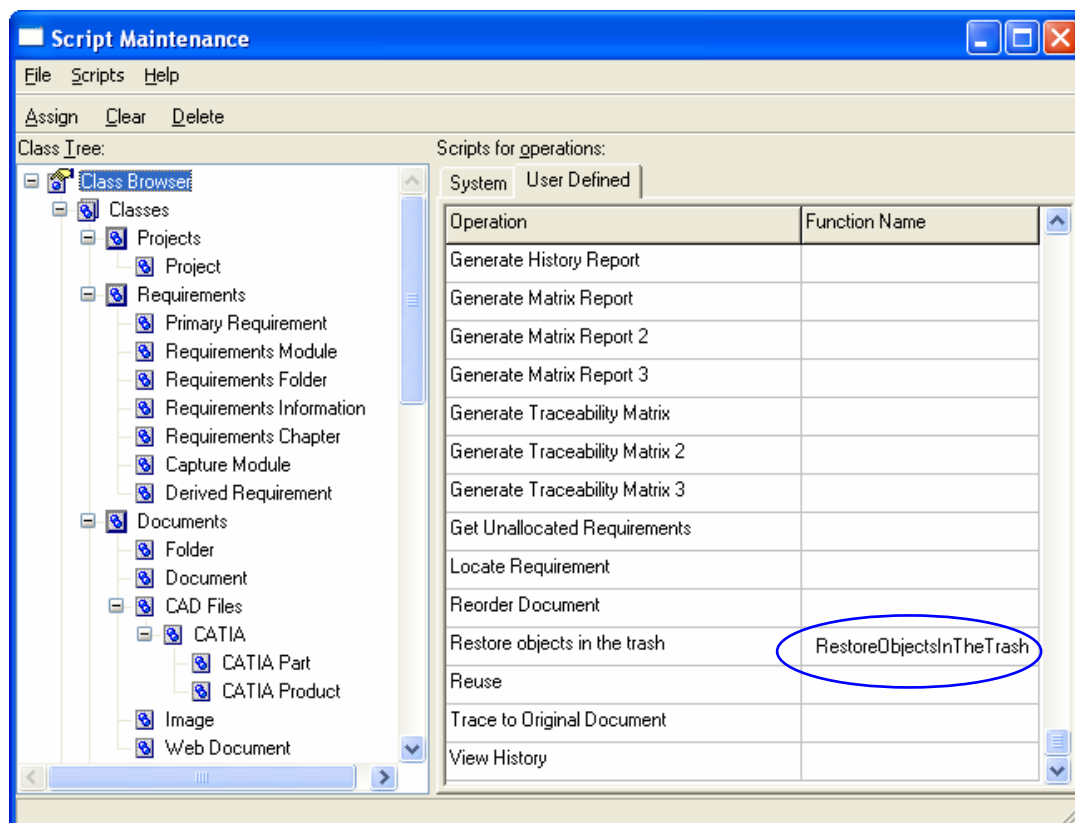 Script Maintenance
File Scripts Help
Assign Clear Delete
Class Tree:
Class Browser
Classes
Projects
Project
Requirements
Primary Requirement
Requirements Module
Requirements Folder
Requirements Information
Requirements Chapter
Capture Module
Derived Requirement
Documents
Folder
Document
CAD Files
CATIA
CATIA Part
CATIA Product
Image
Web Document
Scripts for operations:
System User Defined
Operation Function Name
Generate History Report
Generate Matrix Report
Generate Matrix Report 2
Generate Matrix Report 3
Generate Traceability Matrix
Generate Traceability Matrix 2
Generate Traceability Matrix 3
Get Unallocated Requirements
Locate Requirement
Reorder Document
Restore objects in the trash RestoreObjectsInTheTrash
Reuse
Trace to Original Document
View History